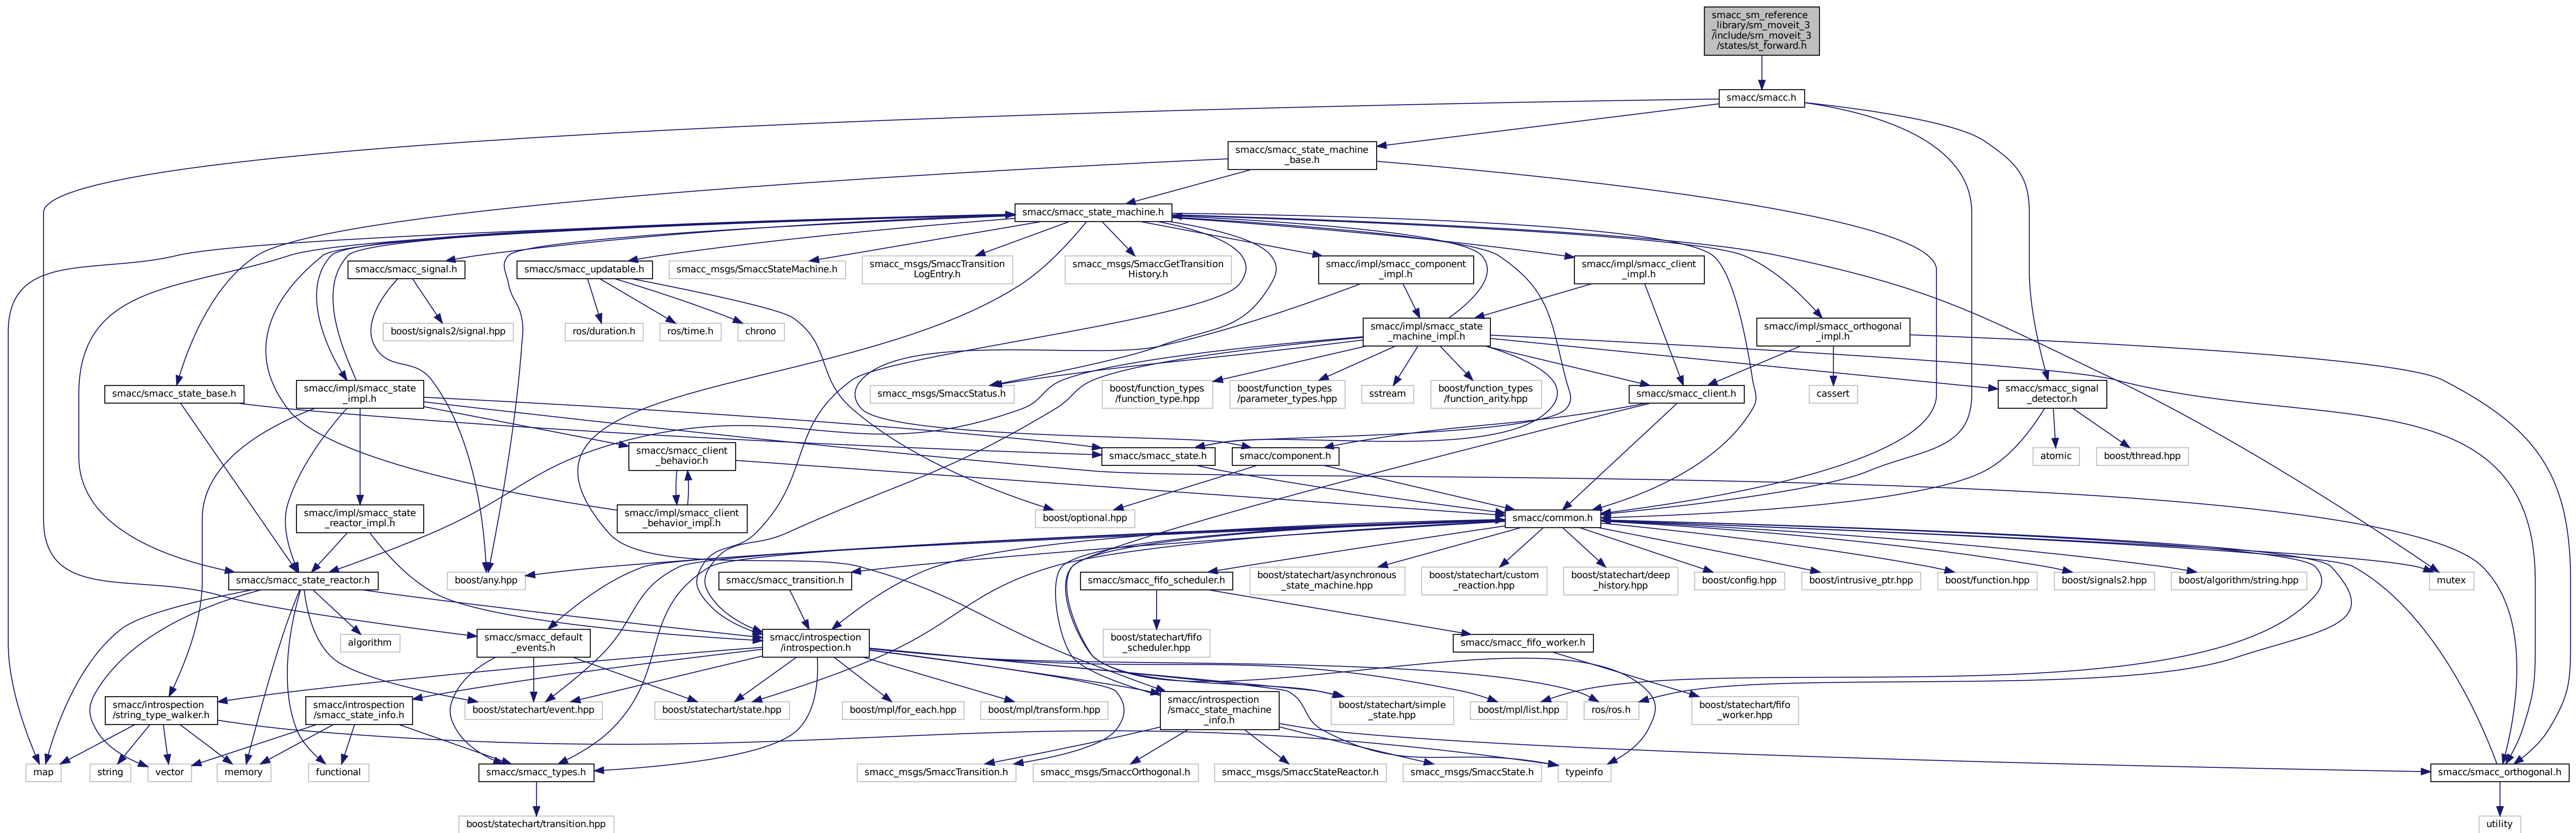 smacc_sm_reference
_library/sm_moveit_3
/include/sm_moveit_3
/states/st_forward.h
smacc/smacc.h
smacc/smacc_state_machine
_base.h
smacc/smacc_state_machine.h
smacc/smacc_signal.h
smacc/smacc_updatable.h
smacc_msgs/SmaccStateMachine.h
smacc_msgs/SmaccTransition
LogEntry.h
smacc_msgs/SmaccGetTransition
History.h
smacc/impl/smacc_component
_impl.h
smacc/impl/smacc_client
_impl.h
boost/signals2/signal.hpp
ros/duration.h
ros/time.h
chrono
smacc/impl/smacc_state
_machine_impl.h
smacc/impl/smacc_orthogonal
_impl.h
smacc/smacc_state_base.h
smacc/impl/smacc_state
_impl.h
smacc_msgs/SmaccStatus.h
boost/function_types
/function_type.hpp
boost/function_types
/parameter_types.hpp
sstream
boost/function_types
/function_arity.hpp
smacc/smacc_client.h
cassert
smacc/smacc_signal
_detector.h
smacc/smacc_client
_behavior.h
smacc/smacc_state.h
smacc/component.h
atomic
boost/thread.hpp
smacc/impl/smacc_state
_reactor_impl.h
smacc/impl/smacc_client
_behavior_impl.h
boost/optional.hpp
smacc/common.h
smacc/smacc_state_reactor.h
boost/any.hpp
smacc/smacc_transition.h
smacc/smacc_fifo_scheduler.h
boost/statechart/asynchronous
_state_machine.hpp
boost/statechart/custom
_reaction.hpp
boost/statechart/deep
_history.hpp
boost/config.hpp
boost/intrusive_ptr.hpp
boost/function.hpp
boost/signals2.hpp
boost/algorithm/string.hpp
mutex
algorithm
smacc/smacc_default
_events.h
smacc/introspection
/introspection.h
boost/statechart/fifo
_scheduler.hpp
smacc/smacc_fifo_worker.h
smacc/introspection
/string_type_walker.h
smacc/introspection
/smacc_state_info.h
boost/statechart/event.hpp
boost/statechart/state.hpp
boost/mpl/for_each.hpp
boost/mpl/transform.hpp
smacc/introspection
/smacc_state_machine
_info.h
boost/statechart/simple
_state.hpp
boost/mpl/list.hpp
ros/ros.h
boost/statechart/fifo
_worker.hpp
map
string
vector
memory
functional
smacc/smacc_types.h
smacc_msgs/SmaccTransition.h
smacc_msgs/SmaccOrthogonal.h
smacc_msgs/SmaccStateReactor.h
smacc_msgs/SmaccState.h
typeinfo
smacc/smacc_orthogonal.h
boost/statechart/transition.hpp
utility